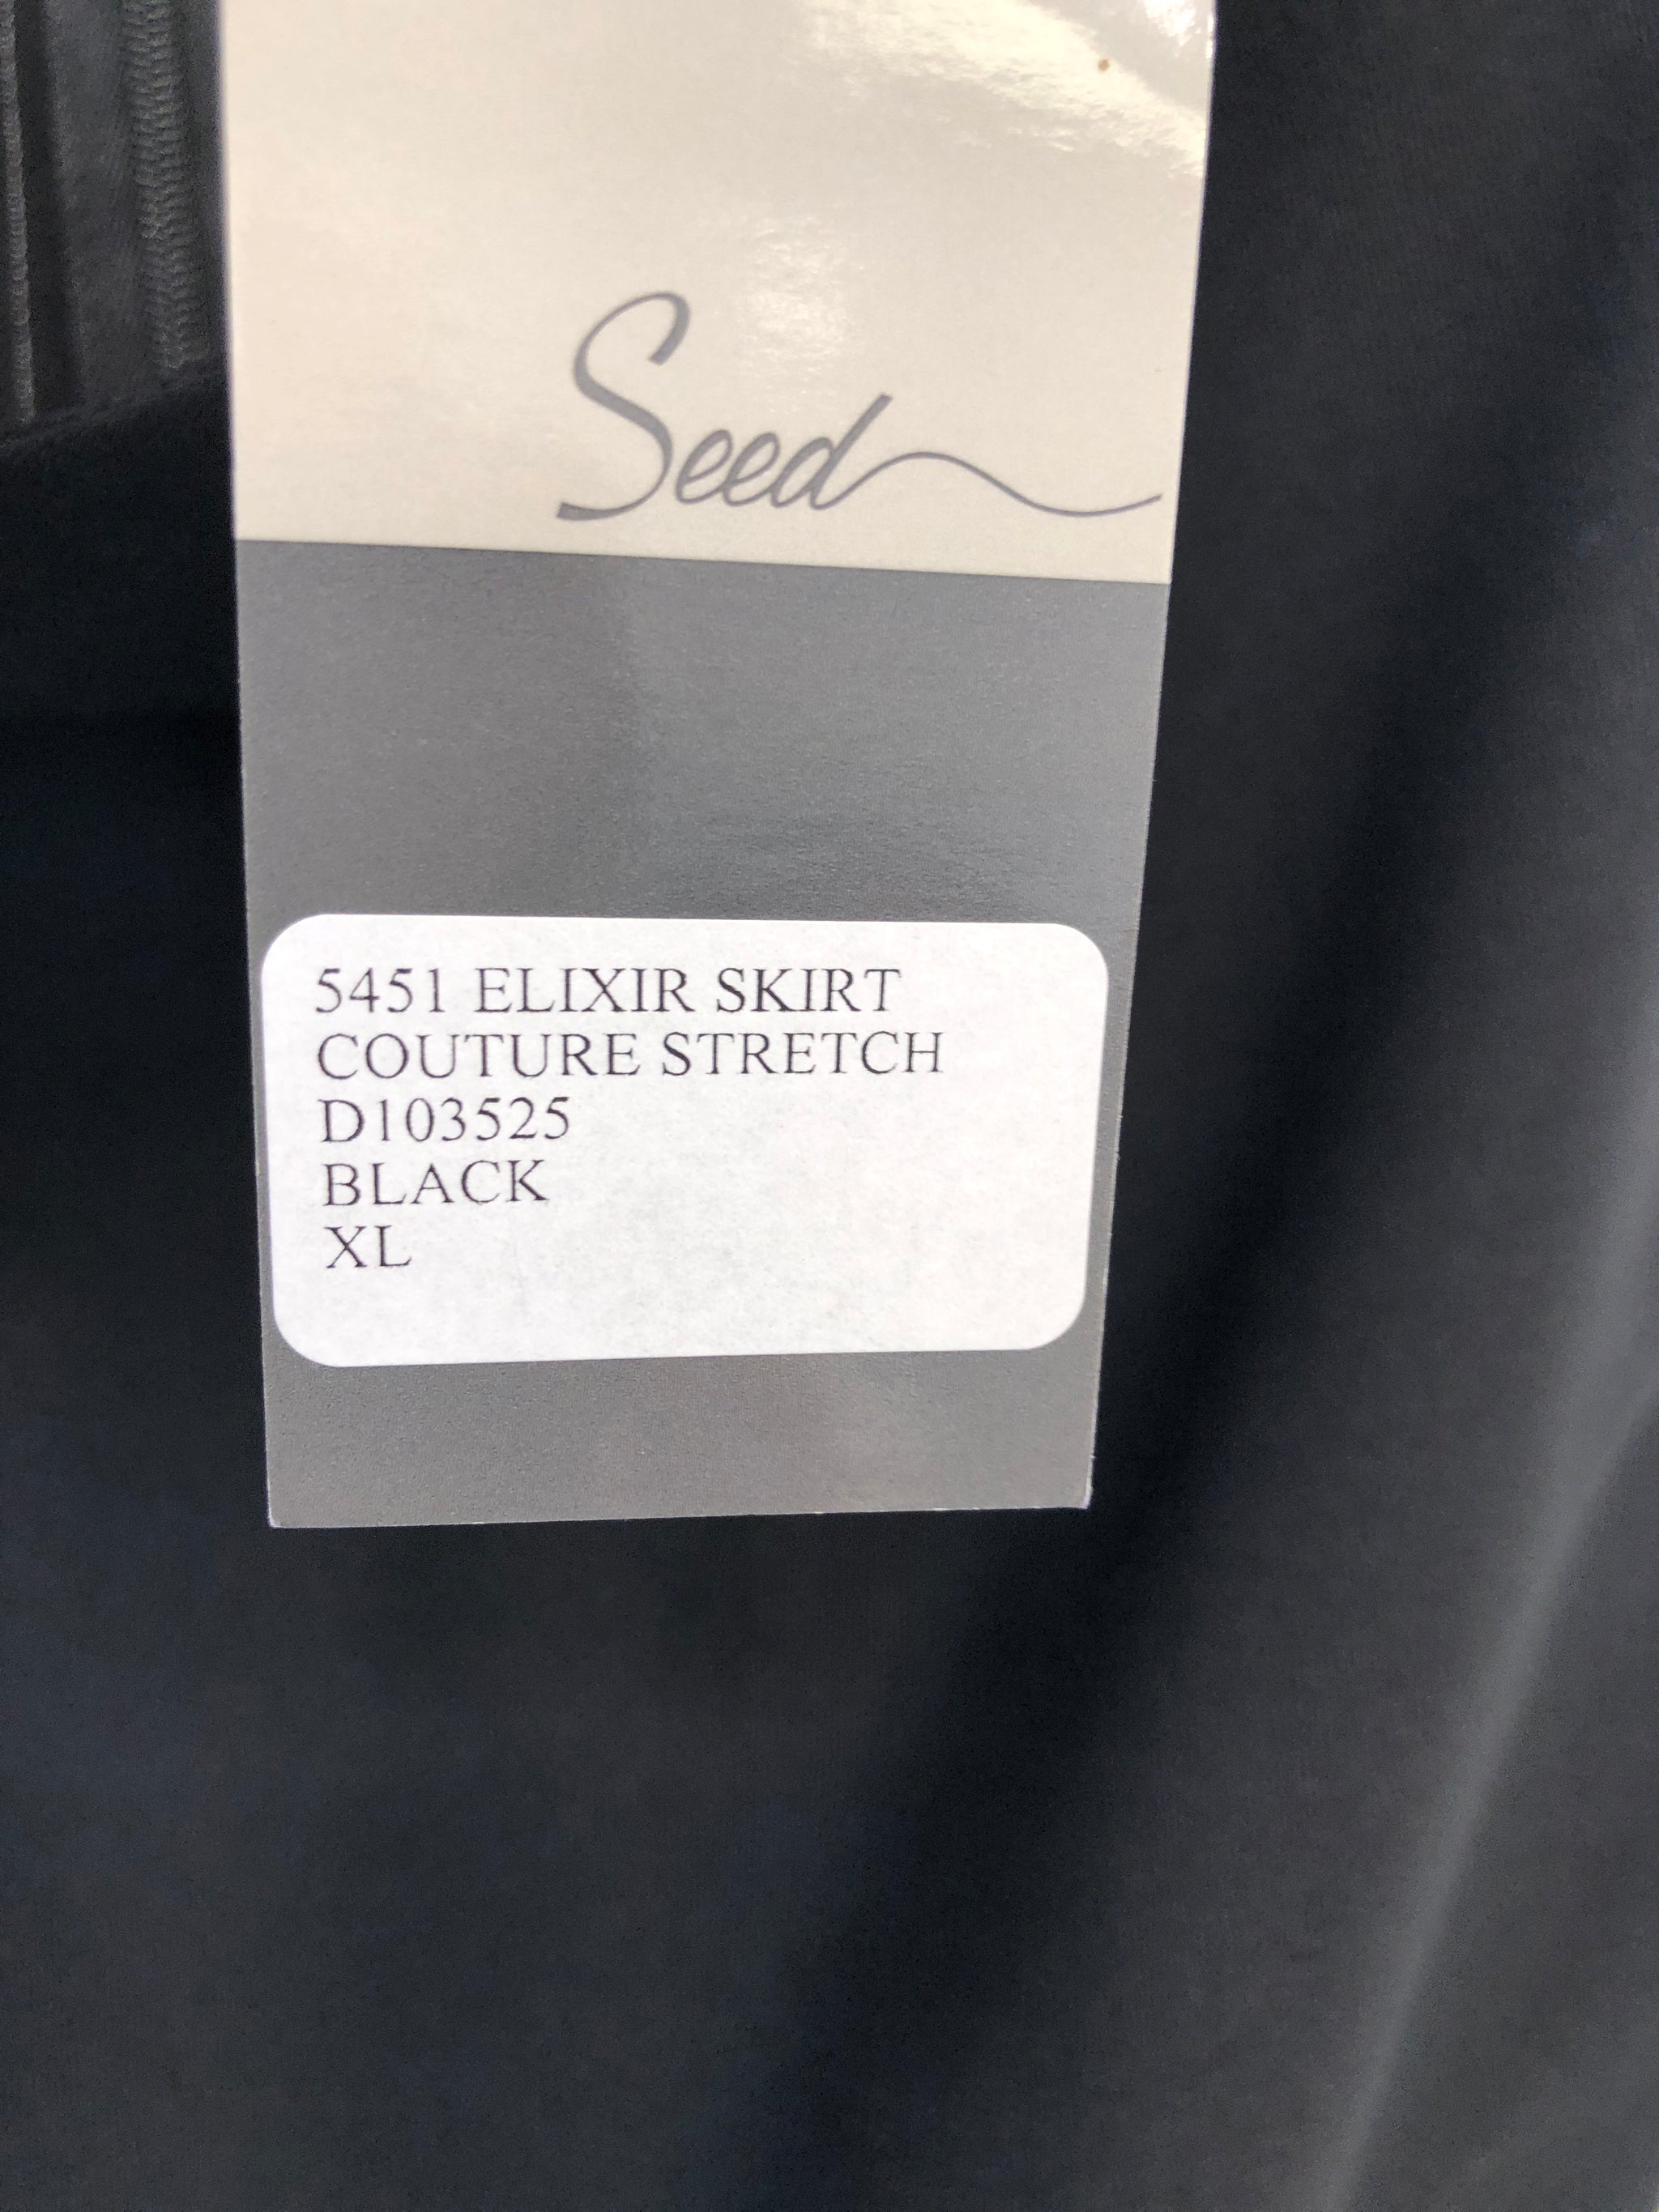 Seed
5451 ELIXIR SKIRT
COUTURE STRETCH
D103525
BLACK
XL